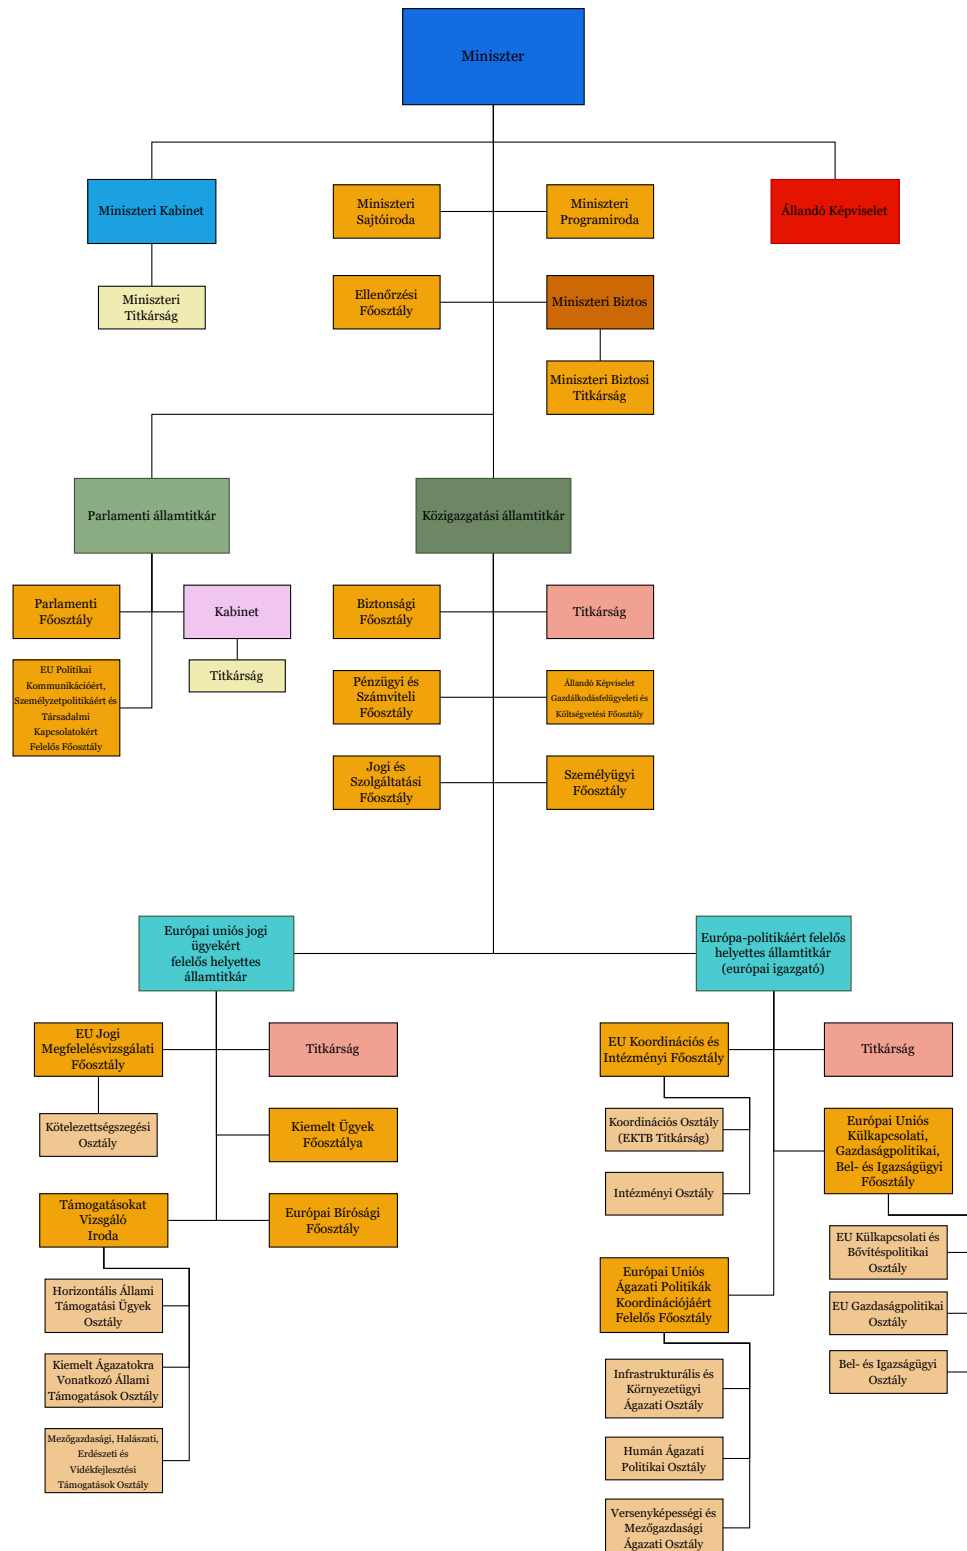 Miniszter
Miniszteri Kabinet
Miniszteri
Sajtóiroda
Miniszteri
Programiroda
Állandó Képviselet
Miniszteri
Titkárság
Ellenőrzési
Főosztály
Miniszteri Biztos
Miniszteri Biztosi
Titkárság
Parlamenti államtitkár
Közigazgatási államtitkár
Parlamenti
Főosztály
Kabinet
Titkárság
EU Politikai
Kommunikációért,
Személyzetpolitikáért és
Társadalmi
Kapcsolatokért
Felelős Főosztály
Biztonsági
Főosztály
Titkárság
Pénzügyi és
Számviteli
Főosztály
Állandó Képviselet
Gazdálkodásfelügyeleti és
Költségvetési Főosztály
Jogi és
Szolgáltatási
Főosztály
Személyügyi
Főosztály
Európai uniós jogi
ügyekért
felelős helyettes
államtitkár
Európa-politikáért felelős
helyettes államtitkár
(európai igazgató)
EU Jogi
Megfelelésvizsgálati
Főosztály
Titkárság
Kötelezettségszegési
Osztály
Kiemelt Ügyek
Főosztálya
Támogatásokat
Vizsgáló
Iroda
Európai Bírósági
Főosztály
Horizontális Állami
Támogatási Ügyek
Osztály
Kiemelt Ágazatokra
Vonatkozó Állami
Támogatások Osztály
Mezőgazdasági, Halászati,
Erdészeti és
Vidékfejlesztési
Támogatások Osztály
EU Koordinációs és
Intézményi Főosztály
Titkárság
Koordinációs Osztály
(EKTB Titkárság)
Intézményi Osztály
Európai Uniós
Külkapcsolati,
Gazdaságpolitikai,
Bel- és Igazságügyi
Főosztály
EU Külkapcsolati és
Bővítéspolitikai
Osztály
EU Gazdaságpolitikai
Osztály
Bel- és Igazságügyi
Osztály
Európai Uniós
Ágazati Politikák
Koordinációjáért
Felelős Főosztály
Infrastrukturális és
Környezetügyi
Ágazati Osztály
Humán Ágazati
Politikai Osztály
Versenyképességi és
Mezőgazdasági
Ágazati Osztály